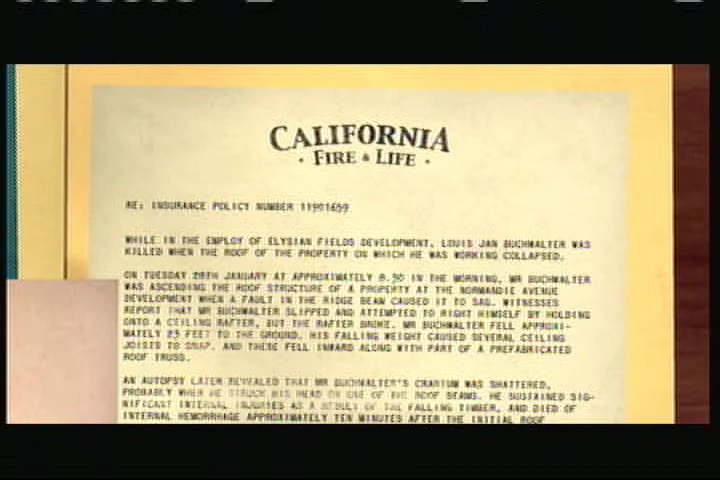 CALIFORNIA
· FIRE & LIFE ·
RE: INSURANCE POLICY NUMBER 11901659
WHILE IN THE EMPLOY OF ELYSIAN FIELDS DEVELOPMENT, LOUIS JAN BUCHWALTER WAS
KILLED WHEN THE ROOF OF THE PROPERTY ON WHICH HE WAS WORKING COLLAPSED.
ON TUESDAY 28TH JANUARY AT APPROXIMATELY 8.30 IN THE MORNING, MR BUCHWALTER
WAS ASCENDING THE ROOF STRUCTURE OF A PROPERTY AT THE NORMANDIE AVENUE
DEVELOPMENT WHEN A FAULT IN THE RIDGE BEAM CAUSED IT TO SAG. WITNESSES
REPORT THAT MR BUCHWALTER SLIPPED AND ATTEMPTED TO RIGHT HIMSELF BY HOLDING
ONTO A CEILING RAFTER, BUT THE RAFTER BROKE. MR BUCHWALTER FELL APPROXI-
MATELY 23 FEET TO THE GROUND. HIS FALLING WEIGHT CAUSED SEVERAL CEILING
JOISTS TO SNAP, AND THESE FELL INWARD ALONG WITH PART OF A PREFABRICATED
ROOF TRUSS.
AN AUTOPSY LATER REVEALED THAT MR BUCHWALTER'S CRANIUM WAS SHATTERED,
PROBABLY WHEN HE STRUCK HIS HEAD ON ONE OF THE ROOF BEAMS. HE SUSTAINED SIG-
NIFICANT INTERNAL INJURIES AS A RESULT OF THE FALLING TIMBER, AND DIED OF
INTERNAL HEMORRHAGE APPROXIMATELY TEN MINUTES AFTER THE INITIAL ROOF